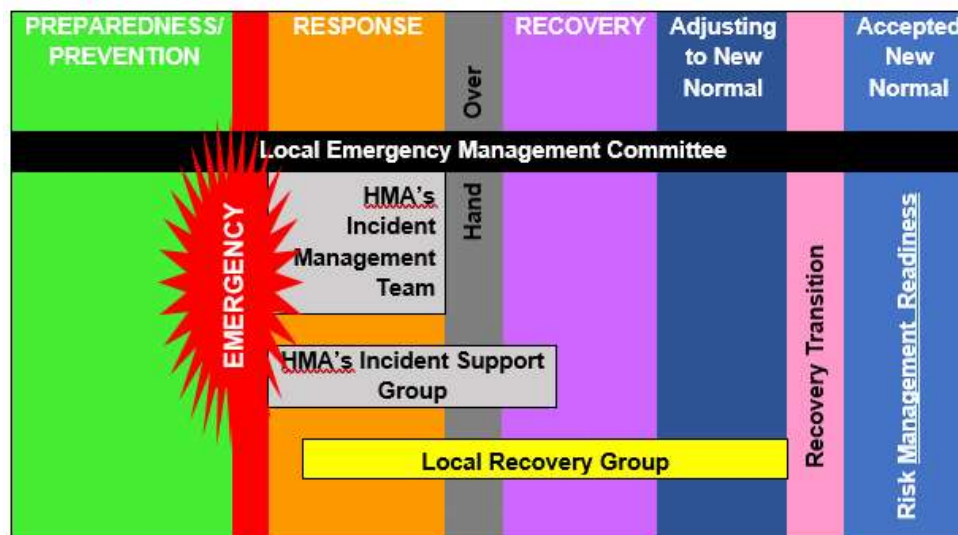 PREPAREDNESS/
PREVENTION
RESPONSE
RECOVERY
Adjusting
to New
Normal
Accepted
New
Normal
Hand Over
Local Emergency Management Committee
EMERGENCY
HMA's
Incident
Management
Team
HMA's Incident Support
Group
Local Recovery Group
Recovery Transition
Risk Management Readiness